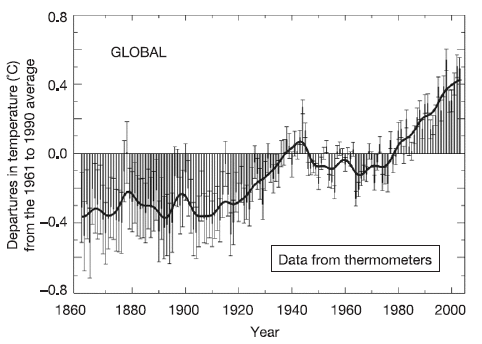 Departures in temperature (°C)
from the 1961 to 1990 average
0.8
0.4
0.0
−0.4
−0.8
GLOBAL
Data from thermometers
1860 1880 1900 1920 1940 1960 1980 2000
Year